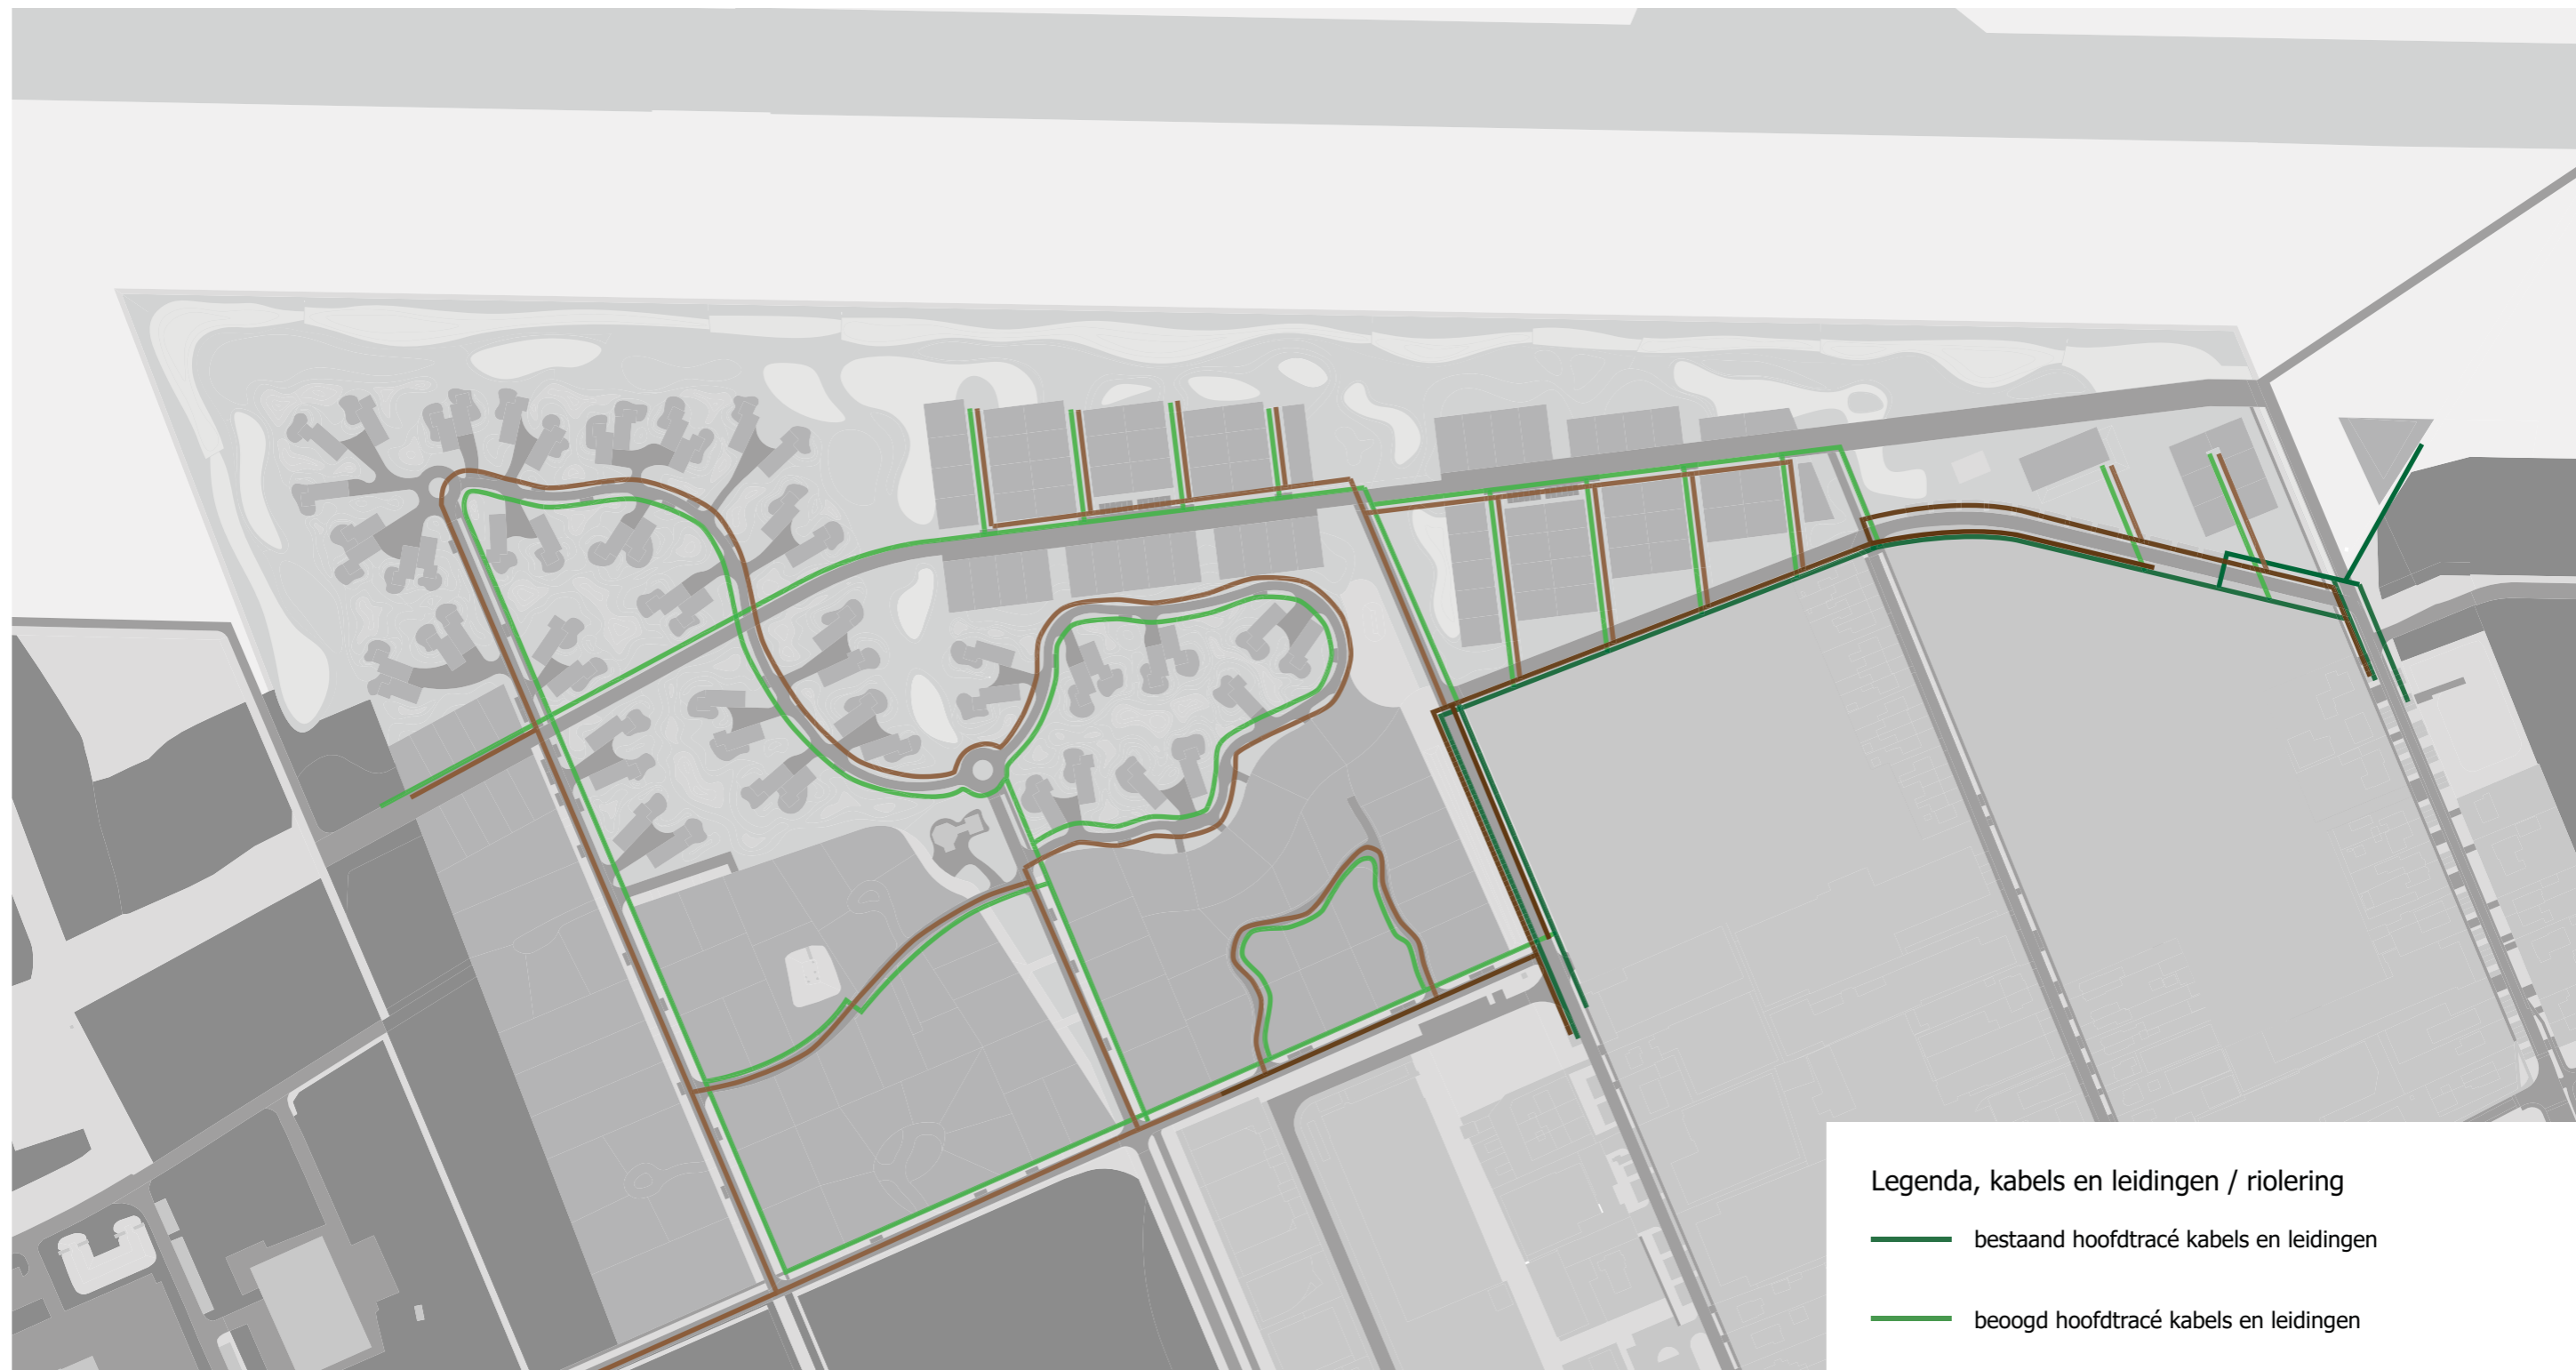 Legenda, kabels en leidingen / riolering
bestaand hoofdtracé kabels en leidingen
beoogd hoofdtracé kabels en leidingen